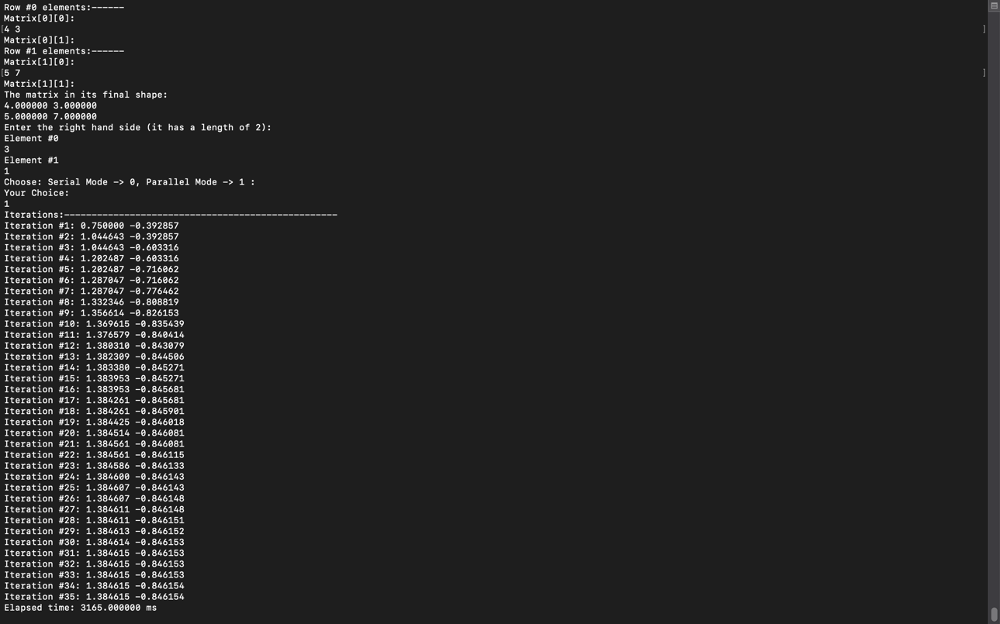 Row #0 elements:------
Matrix[0][0]:
[4 3 ]
Matrix[0][1]:
Row #1 elements:------
Matrix[1][0]:
[5 7 ]
Matrix[1][1]:
The matrix in its final shape:
4.000000 3.000000
5.000000 7.000000
Enter the right hand side (it has a length of 2):
Element #0
3
Element #1
1
Choose: Serial Mode -> 0, Parallel Mode -> 1 :
Your Choice:
1
Iterations:--------------------------------------------------
Iteration #1: 0.750000 -0.392857
Iteration #2: 1.044643 -0.392857
Iteration #3: 1.044643 -0.603316
Iteration #4: 1.202487 -0.603316
Iteration #5: 1.202487 -0.716062
Iteration #6: 1.287047 -0.716062
Iteration #7: 1.287047 -0.776462
Iteration #8: 1.332346 -0.808819
Iteration #9: 1.356614 -0.826153
Iteration #10: 1.369615 -0.835439
Iteration #11: 1.376579 -0.840414
Iteration #12: 1.380310 -0.843079
Iteration #13: 1.382309 -0.844506
Iteration #14: 1.383380 -0.845271
Iteration #15: 1.383953 -0.845271
Iteration #16: 1.383953 -0.845681
Iteration #17: 1.384261 -0.845681
Iteration #18: 1.384261 -0.845901
Iteration #19: 1.384425 -0.846018
Iteration #20: 1.384514 -0.846081
Iteration #21: 1.384561 -0.846081
Iteration #22: 1.384561 -0.846115
Iteration #23: 1.384586 -0.846133
Iteration #24: 1.384600 -0.846143
Iteration #25: 1.384607 -0.846143
Iteration #26: 1.384607 -0.846148
Iteration #27: 1.384611 -0.846148
Iteration #28: 1.384611 -0.846151
Iteration #29: 1.384613 -0.846152
Iteration #30: 1.384614 -0.846153
Iteration #31: 1.384615 -0.846153
Iteration #32: 1.384615 -0.846153
Iteration #33: 1.384615 -0.846153
Iteration #34: 1.384615 -0.846154
Iteration #35: 1.384615 -0.846154
Elapsed time: 3165.000000 ms